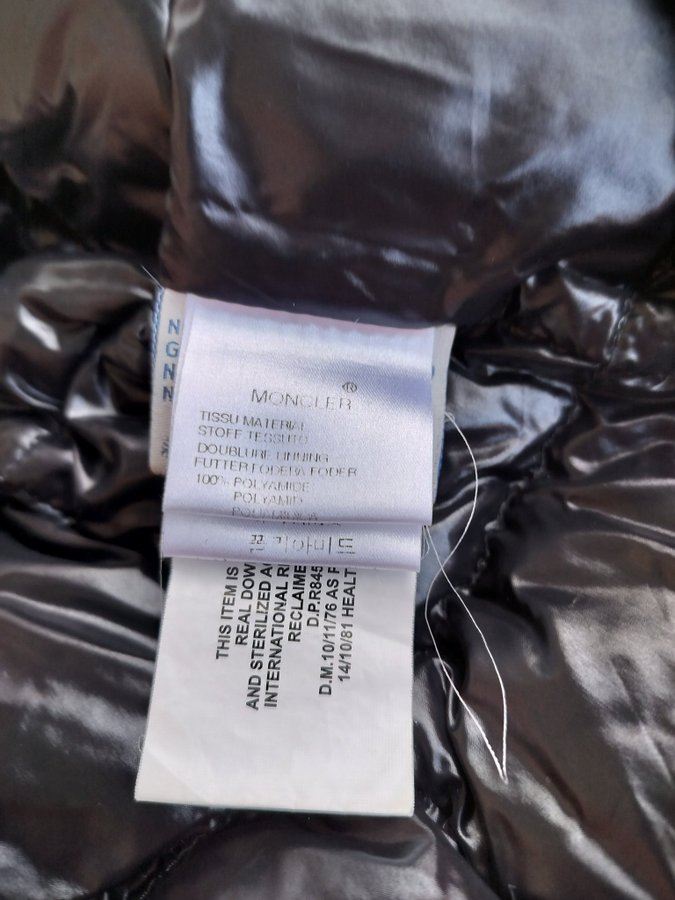 N
G
N
N
MONCLER ®
TISSU MATERIAL
STOFF TESSUTO
DOUBLURE LINNING
FUTTER FODERA FODER
100% POLYAMIDE
POLYAMID
THIS ITEM IS
REAL DOW
AND STERILIZED A
INTERNATIONAL R
RECLAIME
D.P.R845
D.M.10/11/76 AS
14/10/81 HEALT